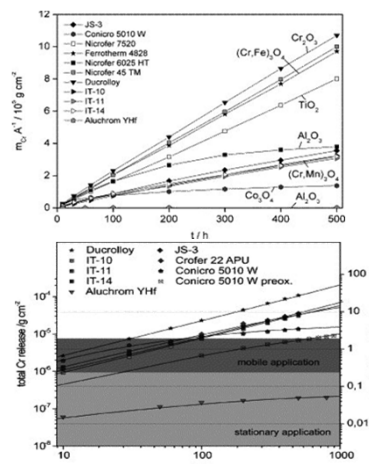 12
10
8
6
4
2
0
0 100 200 300 400 500
m Cr A⁻¹ / 10⁵ g cm⁻²
t / h
JS-3
Conicro 5010 W
Nicrofer 7520
Ferrotherm 4828
Nicrofer 6025 HT
Nicrofer 45 TM
Ducrolloy
IT-10
IT-11
IT-14
Aluchrom YHf
Cr₂O₃
(Cr,Fe)₃O₄
TiO₂
Al₂O₃
(Cr,Mn)₃O₄
Co₃O₄
Al₂O₃
Ducrolloy
IT-10
IT-11
IT-14
Aluchrom YHf
JS-3
Crofer 22 APU
Conicro 5010 W
Conicro 5010 W preox.
total Cr release /g cm⁻²
10⁻⁴
10⁻⁵
10⁻⁶
10⁻⁷
10⁻⁸
100
10
1
0,1
0,01
mobile application
stationary application
10 100 1000